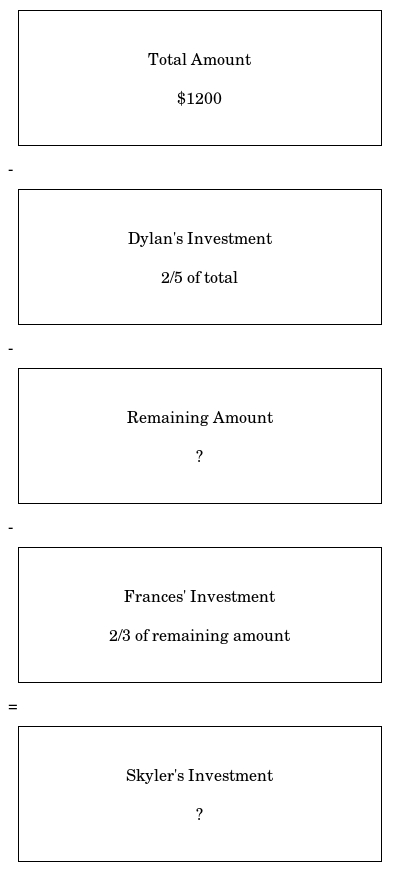 Total Amount
$1200
-
Dylan's Investment
2/5 of total
-
Remaining Amount
?
-
Frances' Investment
2/3 of remaining amount
=
Skyler's Investment
?